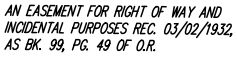 AN EASEMENT FOR RIGHT OF WAY AND
INCIDENTAL PURPOSES REC. 03/02/1932,
AS BK. 99, PG. 49 OF O.R.